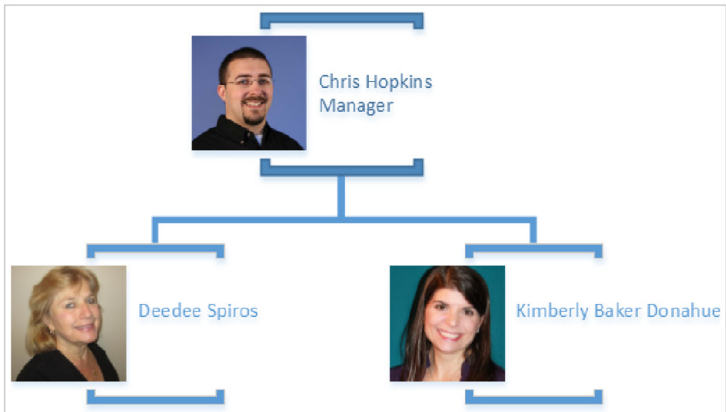 Chris Hopkins
Manager
Deedee Spiros
Kimberly Baker Donahue